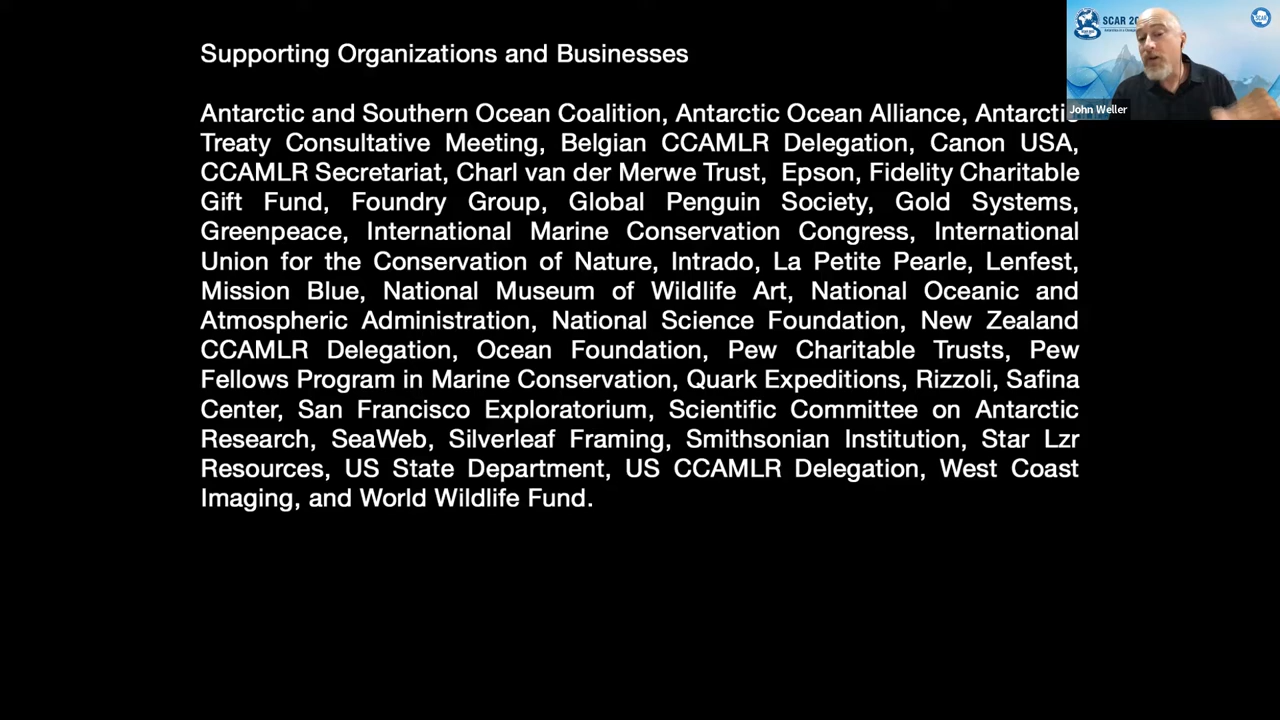 Supporting Organizations and Businesses
Antarctic and Southern Ocean Coalition, Antarctic Ocean Alliance, Antarctic
Treaty Consultative Meeting, Belgian CCAMLR Delegation, Canon USA,
CCAMLR Secretariat, Charl van der Merwe Trust, Epson, Fidelity Charitable
Gift Fund, Foundry Group, Global Penguin Society, Gold Systems,
Greenpeace, International Marine Conservation Congress, International
Union for the Conservation of Nature, Intrado, La Petite Pearle, Lenfest,
Mission Blue, National Museum of Wildlife Art, National Oceanic and
Atmospheric Administration, National Science Foundation, New Zealand
CCAMLR Delegation, Ocean Foundation, Pew Charitable Trusts, Pew
Fellows Program in Marine Conservation, Quark Expeditions, Rizzoli, Safina
Center, San Francisco Exploratorium, Scientific Committee on Antarctic
Research, SeaWeb, Silverleaf Framing, Smithsonian Institution, Star Lzr
Resources, US State Department, US CCAMLR Delegation, West Coast
Imaging, and World Wildlife Fund.
SCAR 20
SCAR
John Weller